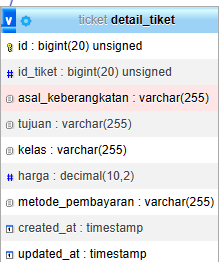 v ticket detail_tiket
id : bigint(20) unsigned
id_tiket : bigint(20) unsigned
asal_keberangkatan : varchar(255)
tujuan : varchar(255)
kelas : varchar(255)
harga : decimal(10,2)
metode_pembayaran : varchar(255)
created_at : timestamp
updated_at : timestamp